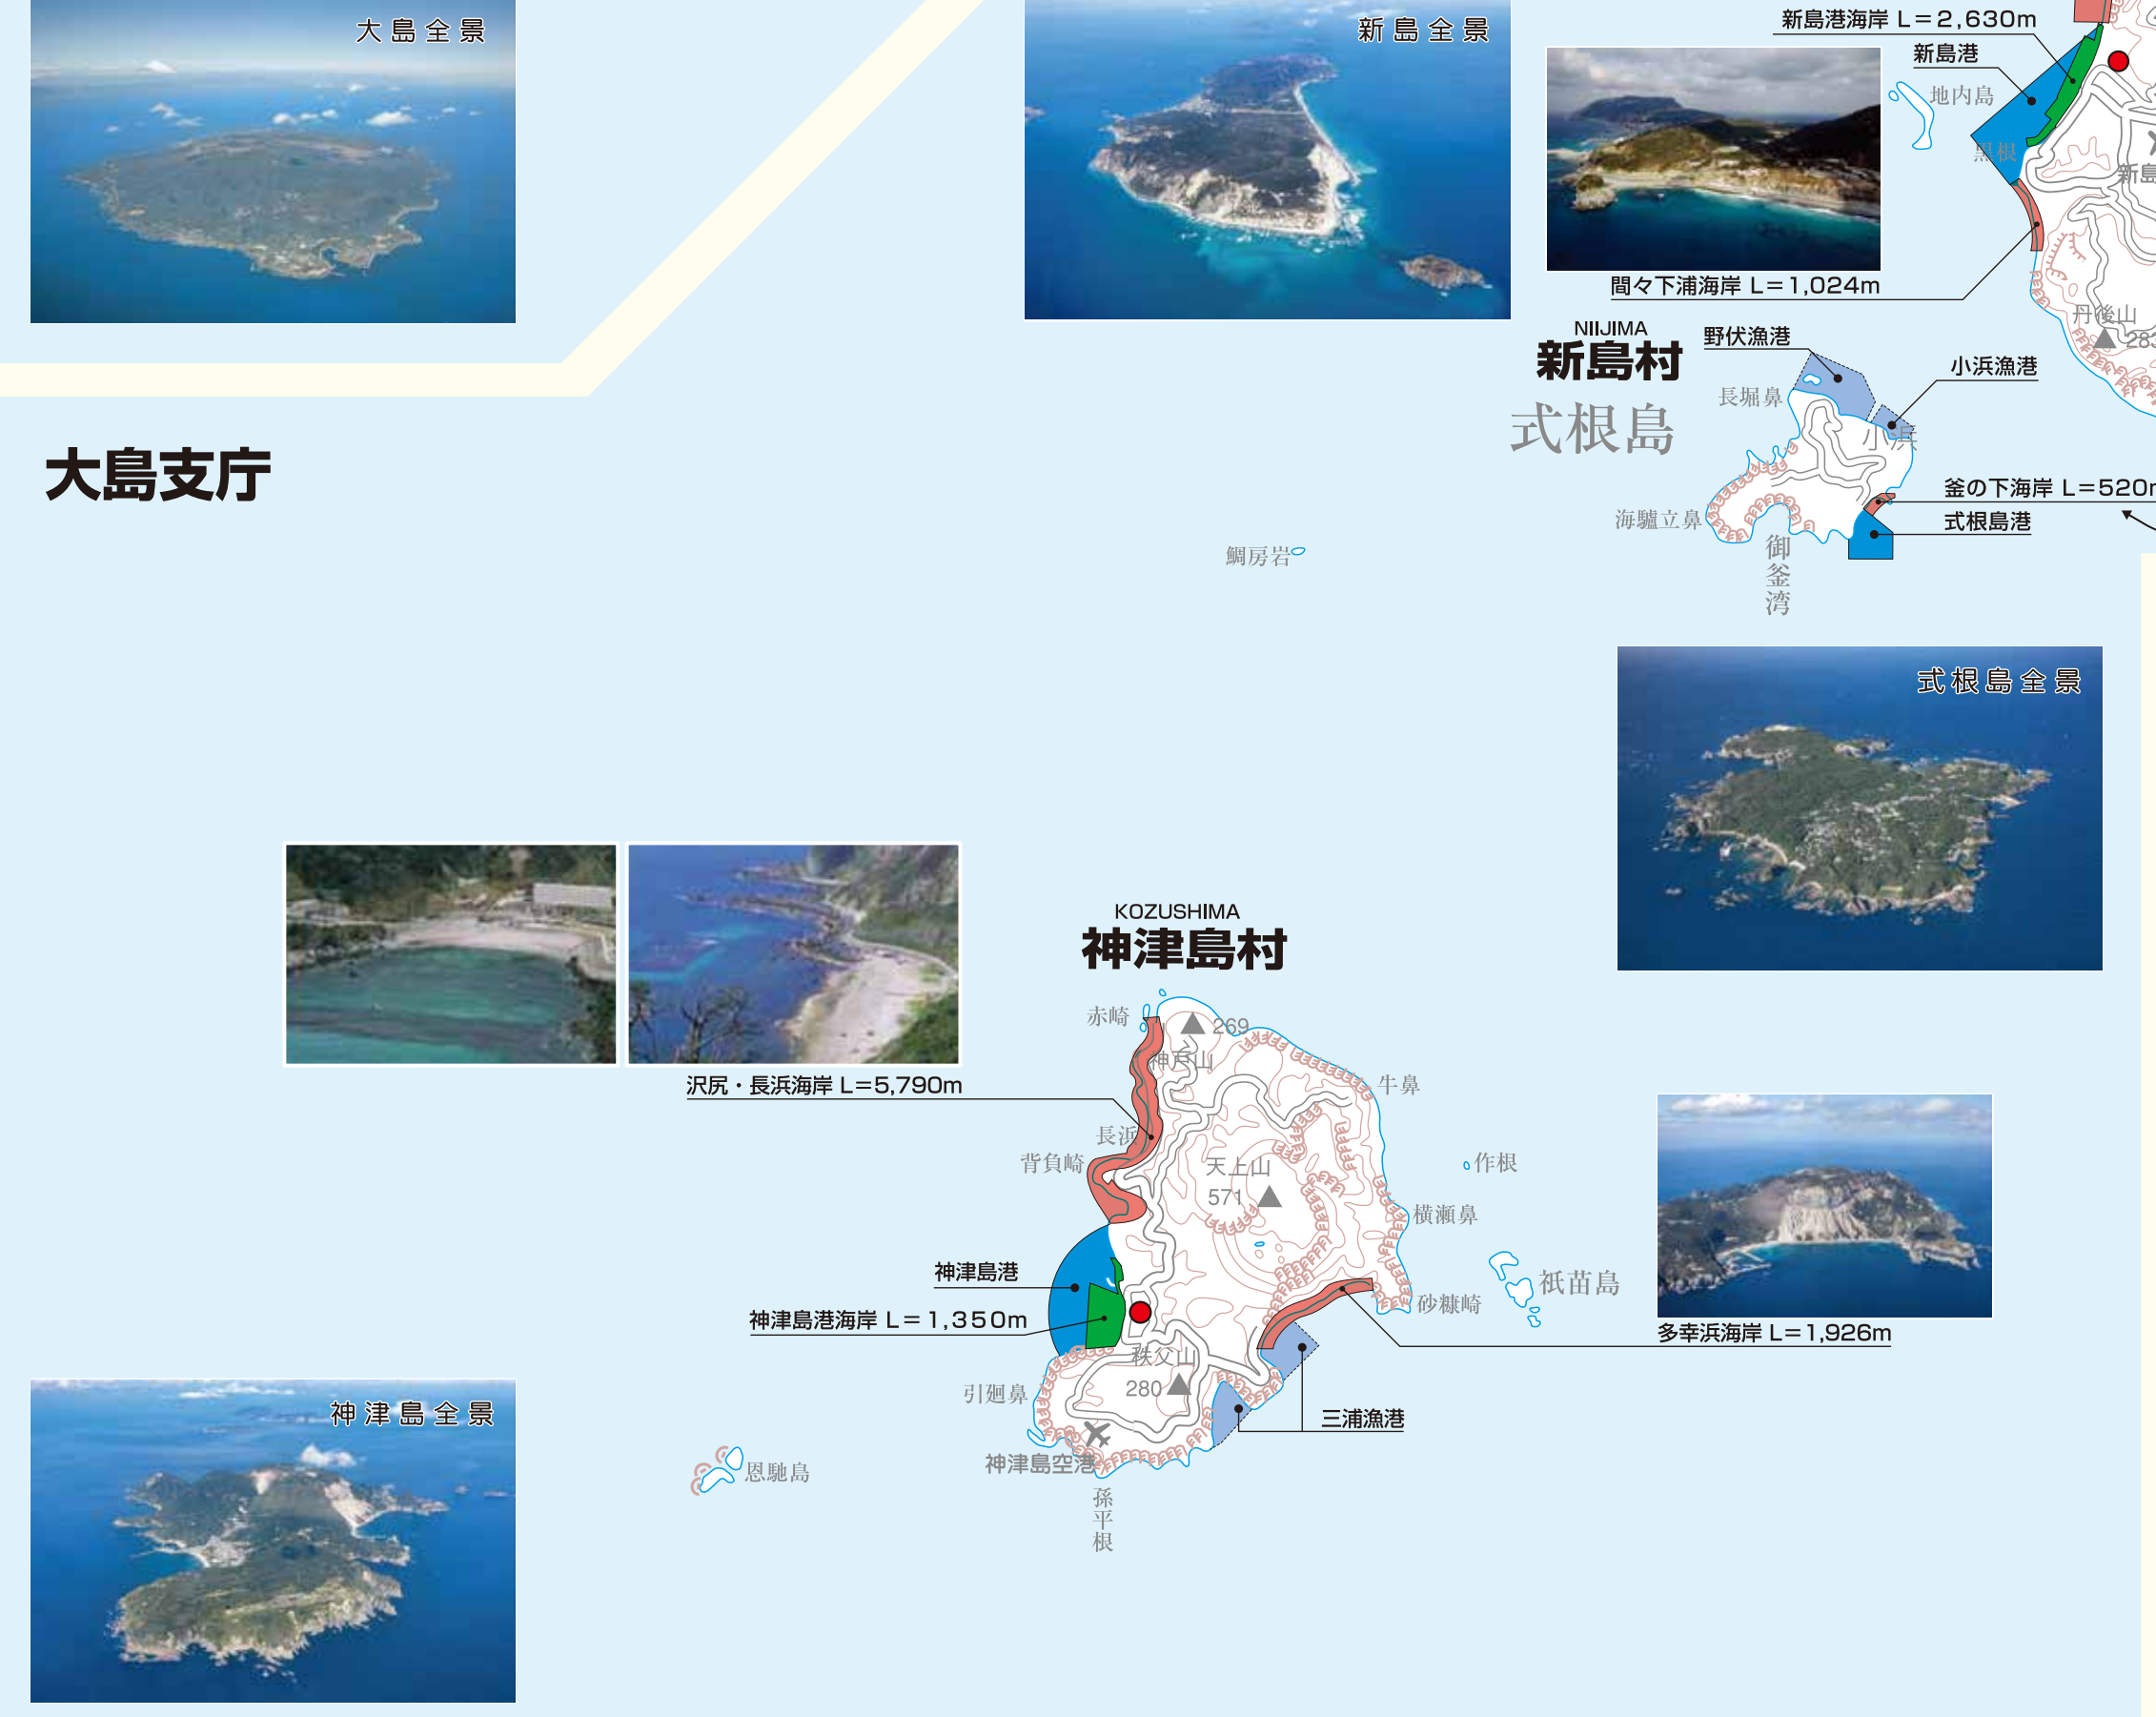 大島全景
新島全景
新島港海岸 L=2,630m
新島港
地内島
黒根
間々下浦海岸 L=1,024m
丹後山
NIIJIMA
新島村
式根島
野伏漁港
小浜漁港
長堀鼻
小浜
釜の下海岸 L=520
式根島港
海驢立鼻
御釜湾
大島支庁
鯛房岩
式根島全景
KOZUSHIMA
神津島村
赤崎
269
神戸山
沢尻・長浜海岸 L=5,790m
牛鼻
長浜
背負崎
天上山
571
作根
横瀬鼻
神津島港
祇苗島
砂糠崎
神津島港海岸 L=1,350m
多幸浜海岸 L=1,926m
秩父山
280
引廻鼻
三浦漁港
神津島空港
恩馳島
孫平根
神津島全景